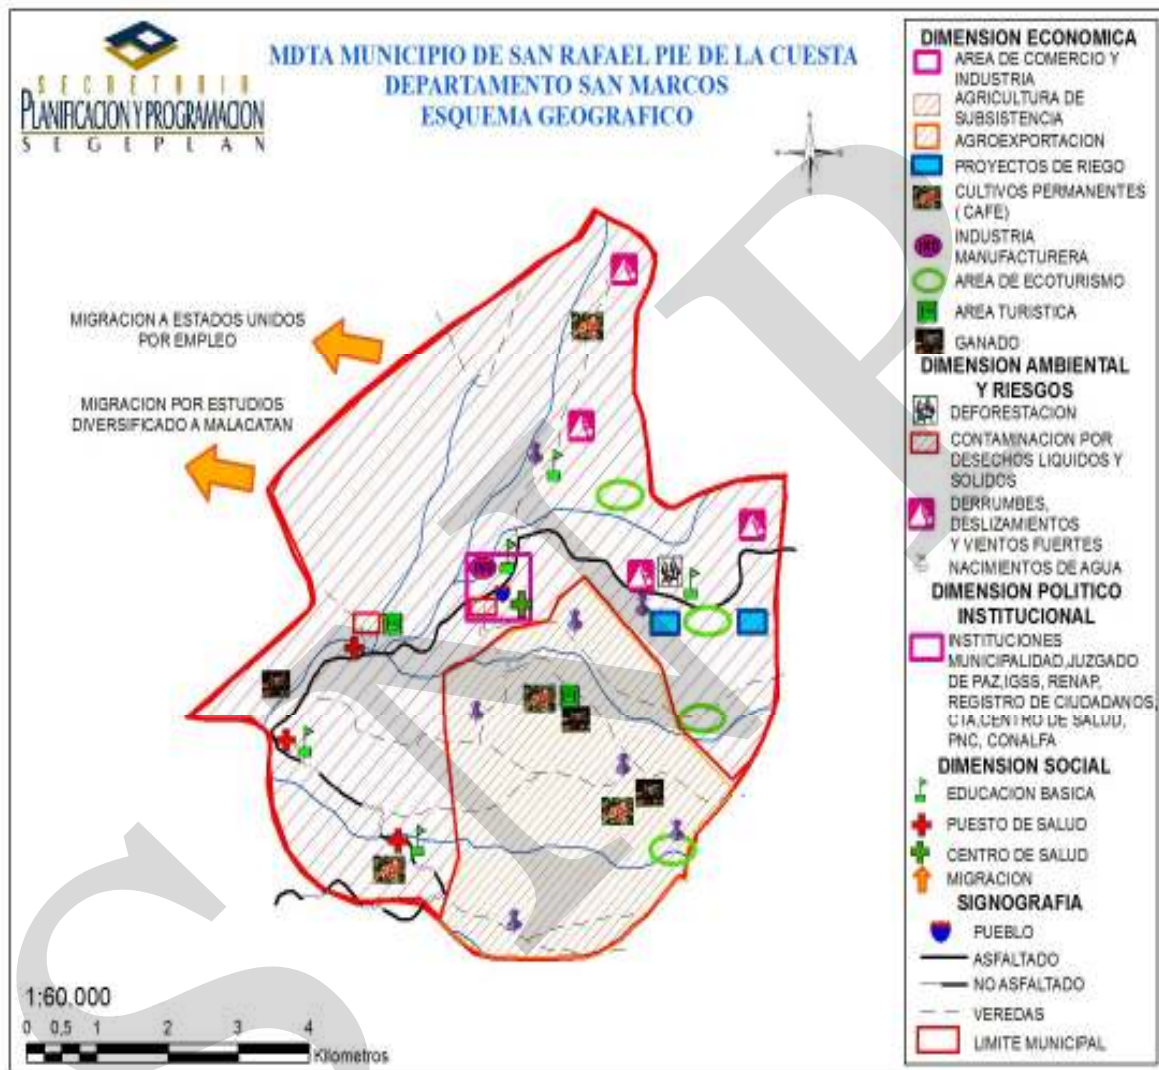 SECRETARIA
PLANIFICACION Y PROGRAMACION
SEGEPLAN
MDTA MUNICIPIO DE SAN RAFAEL PIE DE LA CUESTA
DEPARTAMENTO SAN MARCOS
ESQUEMA GEOGRAFICO
MIGRACION A ESTADOS UNIDOS
POR EMPLEO
MIGRACION POR ESTUDIOS
DIVERSIFICADO A MALACATAN
IND
1:60.000
0 0,5 1 2 3 4
Kilometros
DIMENSION ECONOMICA
AREA DE COMERCIO Y
INDUSTRIA
AGRICULTURA DE
SUBSISTENCIA
AGROEXPORTACION
PROYECTOS DE RIEGO
CULTIVOS PERMANENTES
( CAFE)
IND
INDUSTRIA
MANUFACTURERA
AREA DE ECOTURISMO
AREA TURISTICA
GANADO
DIMENSION AMBIENTAL
Y RIESGOS
DEFORESTACION
CONTAMINACION POR
DESECHOS LIQUIDOS Y
SOLIDOS
DERRUMBES,
DESLIZAMIENTOS
Y VIENTOS FUERTES
NACIMIENTOS DE AGUA
DIMENSION POLITICO
INSTITUCIONAL
INSTITUCIONES
MUNICIPALIDAD,JUZGADO
DE PAZ,IGSS, RENAP,
REGISTRO DE CIUDADANOS,
CTA,CENTRO DE SALUD,
PNC, CONALFA
DIMENSION SOCIAL
EDUCACION BASICA
PUESTO DE SALUD
CENTRO DE SALUD
MIGRACION
SIGNOGRAFIA
PUEBLO
ASFALTADO
NO ASFALTADO
VEREDAS
LIMITE MUNICIPAL